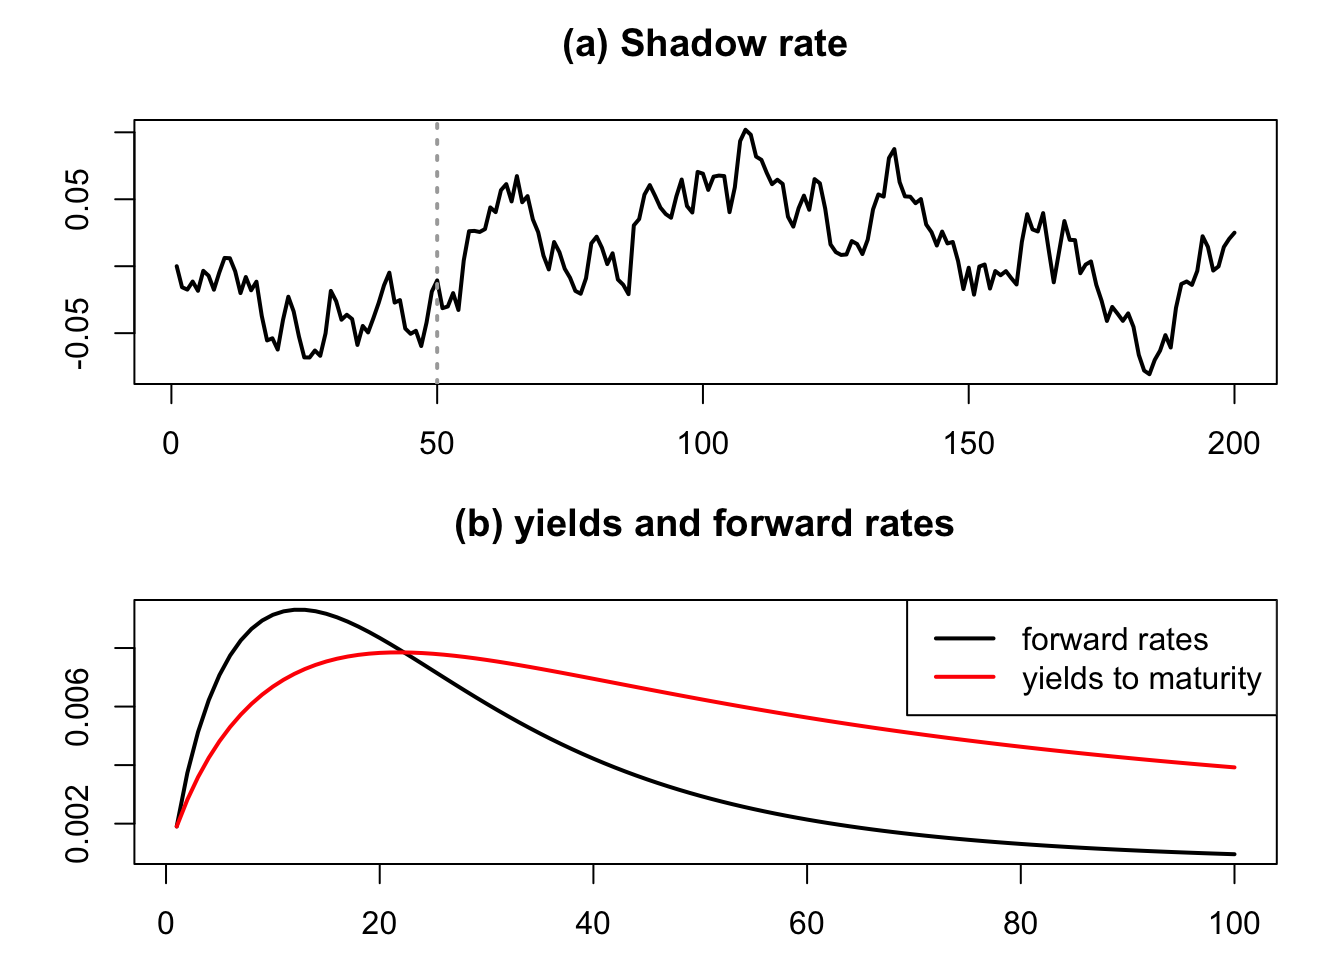 (a) Shadow rate
0.05
-0.05
0 50 100 150 200
(b) yields and forward rates
forward rates
yields to maturity
0.006
0.002
0 20 40 60 80 100